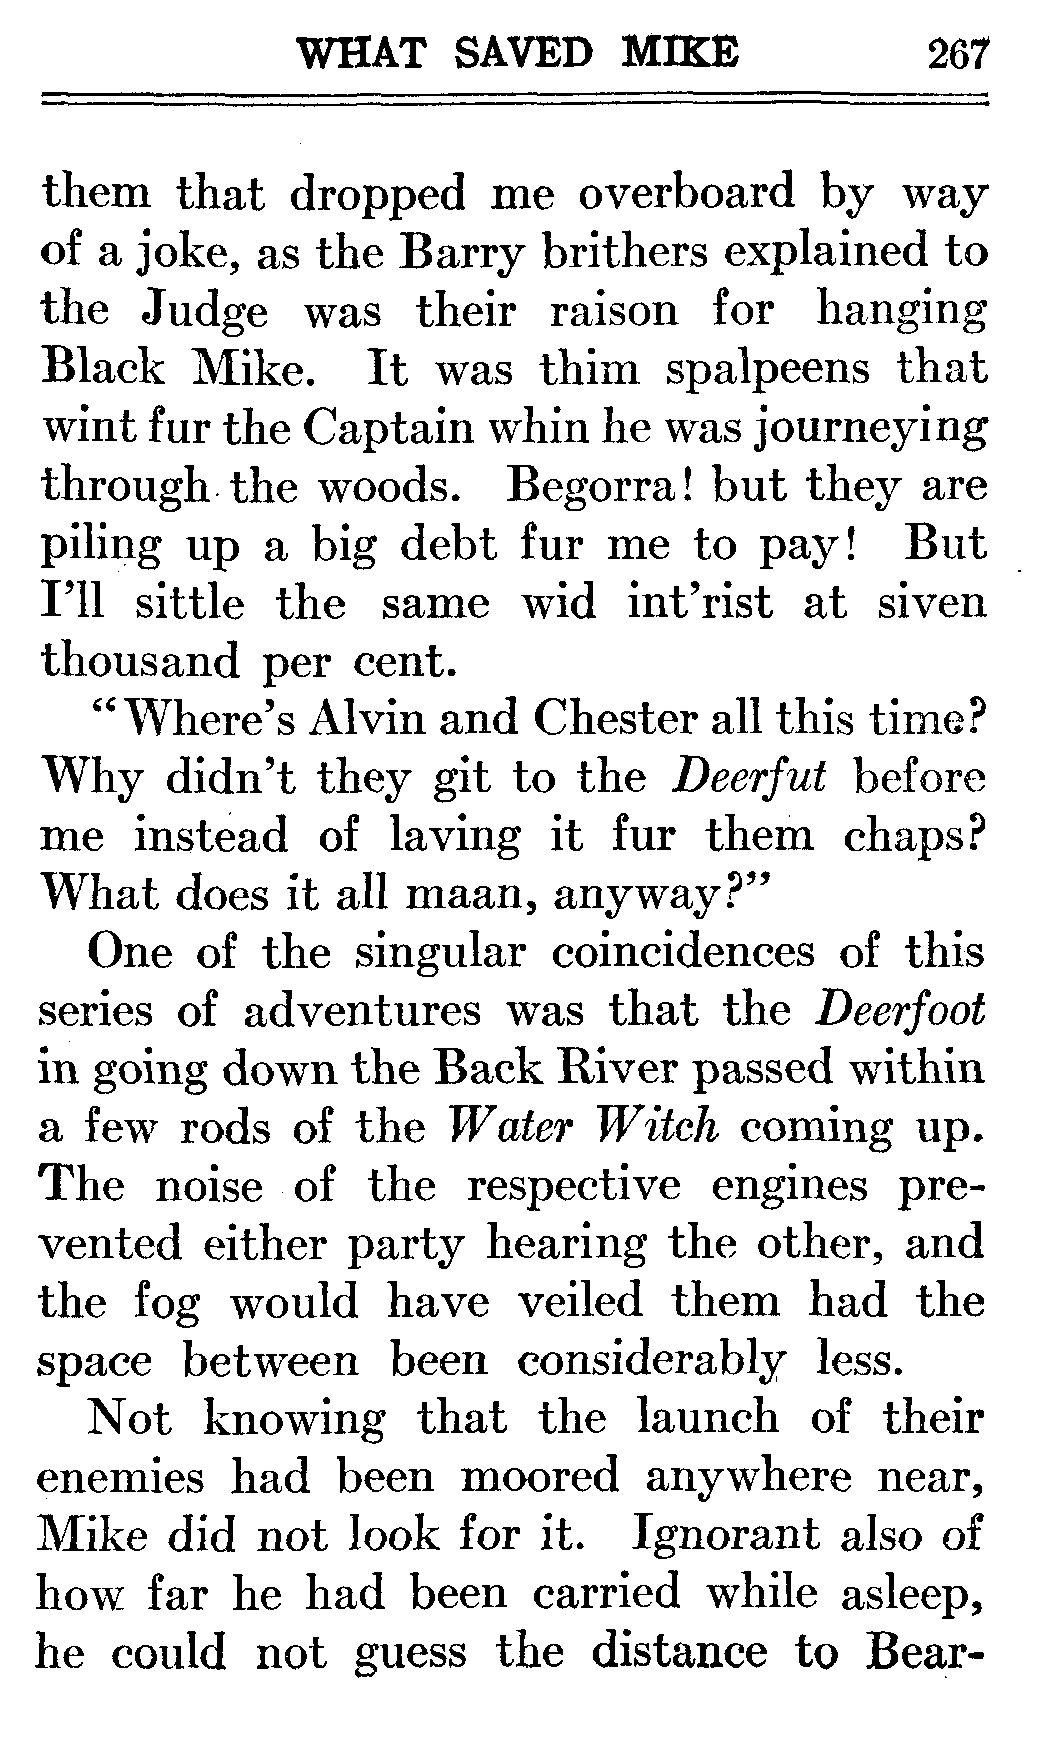 WHAT SAVED MIKE 267
them that dropped me overboard by way
of a joke, as the Barry brithers explained to
the Judge was their raison for hanging
Black Mike. It was thim spalpeens that
wint fur the Captain whin he was journeying
through the woods. Begorra! but they are
piling up a big debt fur me to pay! But
I'll sittle the same wid int'rist at siven
thousand per cent.
"Where's Alvin and Chester all this time?
Why didn't they git to the Deerfut before
me instead of laving it fur them chaps?
What does it all maan, anyway?"
One of the singular coincidences of this
series of adventures was that the Deerfoot
in going down the Back River passed within
a few rods of the Water Witch coming up.
The noise of the respective engines pre-
vented either party hearing the other, and
the fog would have veiled them had the
space between been considerably less.
Not knowing that the launch of their
enemies had been moored anywhere near,
Mike did not look for it. Ignorant also of
how far he had been carried while asleep,
he could not guess the distance to Bear-